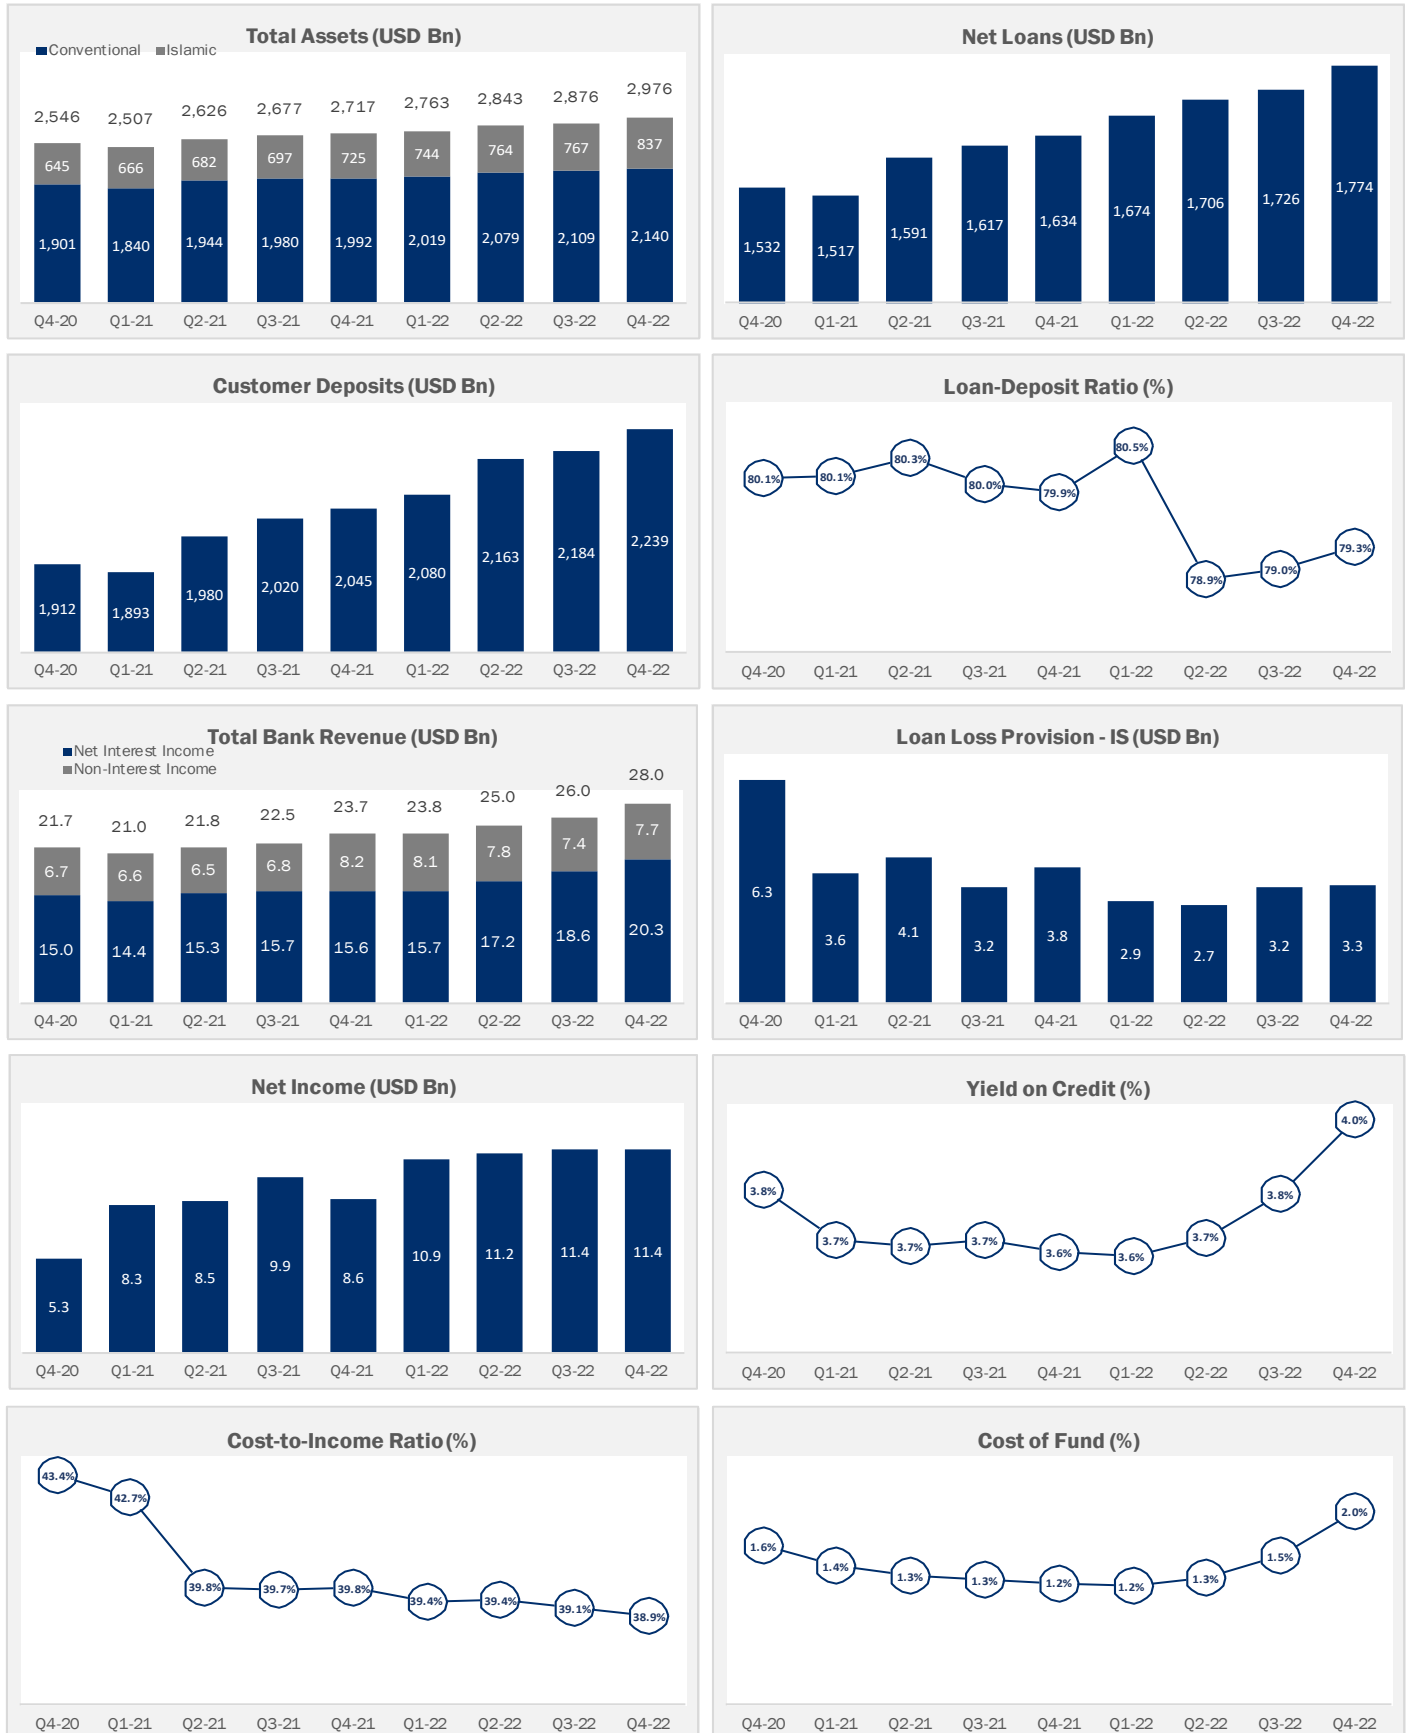 Total Assets (USD Bn)
Conventional Islamic
2,546 2,507 2,626 2,677 2,717 2,763 2,843 2,876 2,976
645 666 682 697 725 744 764 767 837
1,901 1,840 1,944 1,980 1,992 2,019 2,079 2,109 2,140
Q4-20 Q1-21 Q2-21 Q3-21 Q4-21 Q1-22 Q2-22 Q3-22 Q4-22
Net Loans (USD Bn)
1,532 1,517 1,591 1,617 1,634 1,674 1,706 1,726 1,774
Q4-20 Q1-21 Q2-21 Q3-21 Q4-21 Q1-22 Q2-22 Q3-22 Q4-22
Customer Deposits (USD Bn)
1,912 1,893 1,980 2,020 2,045 2,080 2,163 2,184 2,239
Q4-20 Q1-21 Q2-21 Q3-21 Q4-21 Q1-22 Q2-22 Q3-22 Q4-22
Loan-Deposit Ratio (%)
80.1% 80.1% 80.3% 80.0% 79.9% 80.5% 78.9% 79.0% 79.3%
Q4-20 Q1-21 Q2-21 Q3-21 Q4-21 Q1-22 Q2-22 Q3-22 Q4-22
Total Bank Revenue (USD Bn)
Net Interest Income
Non-Interest Income
21.7 21.0 21.8 22.5 23.7 23.8 25.0 26.0 28.0
6.7 6.6 6.5 6.8 8.2 8.1 7.8 7.4 7.7
15.0 14.4 15.3 15.7 15.6 15.7 17.2 18.6 20.3
Q4-20 Q1-21 Q2-21 Q3-21 Q4-21 Q1-22 Q2-22 Q3-22 Q4-22
Loan Loss Provision - IS (USD Bn)
6.3 3.6 4.1 3.2 3.8 2.9 2.7 3.2 3.3
Q4-20 Q1-21 Q2-21 Q3-21 Q4-21 Q1-22 Q2-22 Q3-22 Q4-22
Net Income (USD Bn)
5.3 8.3 8.5 9.9 8.6 10.9 11.2 11.4 11.4
Q4-20 Q1-21 Q2-21 Q3-21 Q4-21 Q1-22 Q2-22 Q3-22 Q4-22
Yield on Credit (%)
3.8% 3.7% 3.7% 3.7% 3.6% 3.6% 3.7% 3.8% 4.0%
Q4-20 Q1-21 Q2-21 Q3-21 Q4-21 Q1-22 Q2-22 Q3-22 Q4-22
Cost-to-Income Ratio (%)
43.4% 42.7% 39.8% 39.7% 39.8% 39.4% 39.4% 39.1% 38.9%
Q4-20 Q1-21 Q2-21 Q3-21 Q4-21 Q1-22 Q2-22 Q3-22 Q4-22
Cost of Fund (%)
1.6% 1.4% 1.3% 1.3% 1.2% 1.2% 1.3% 1.5% 2.0%
Q4-20 Q1-21 Q2-21 Q3-21 Q4-21 Q1-22 Q2-22 Q3-22 Q4-22